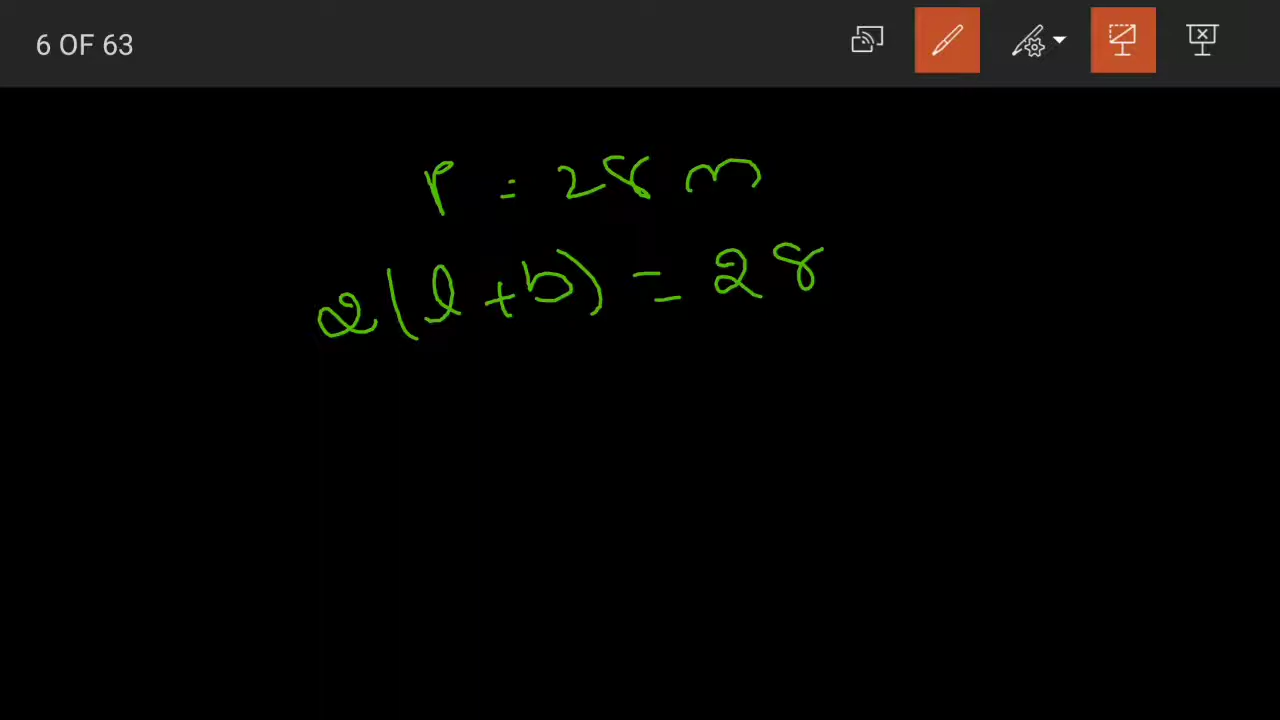 6 OF 63
P = 28 m
2(l+b) = 28